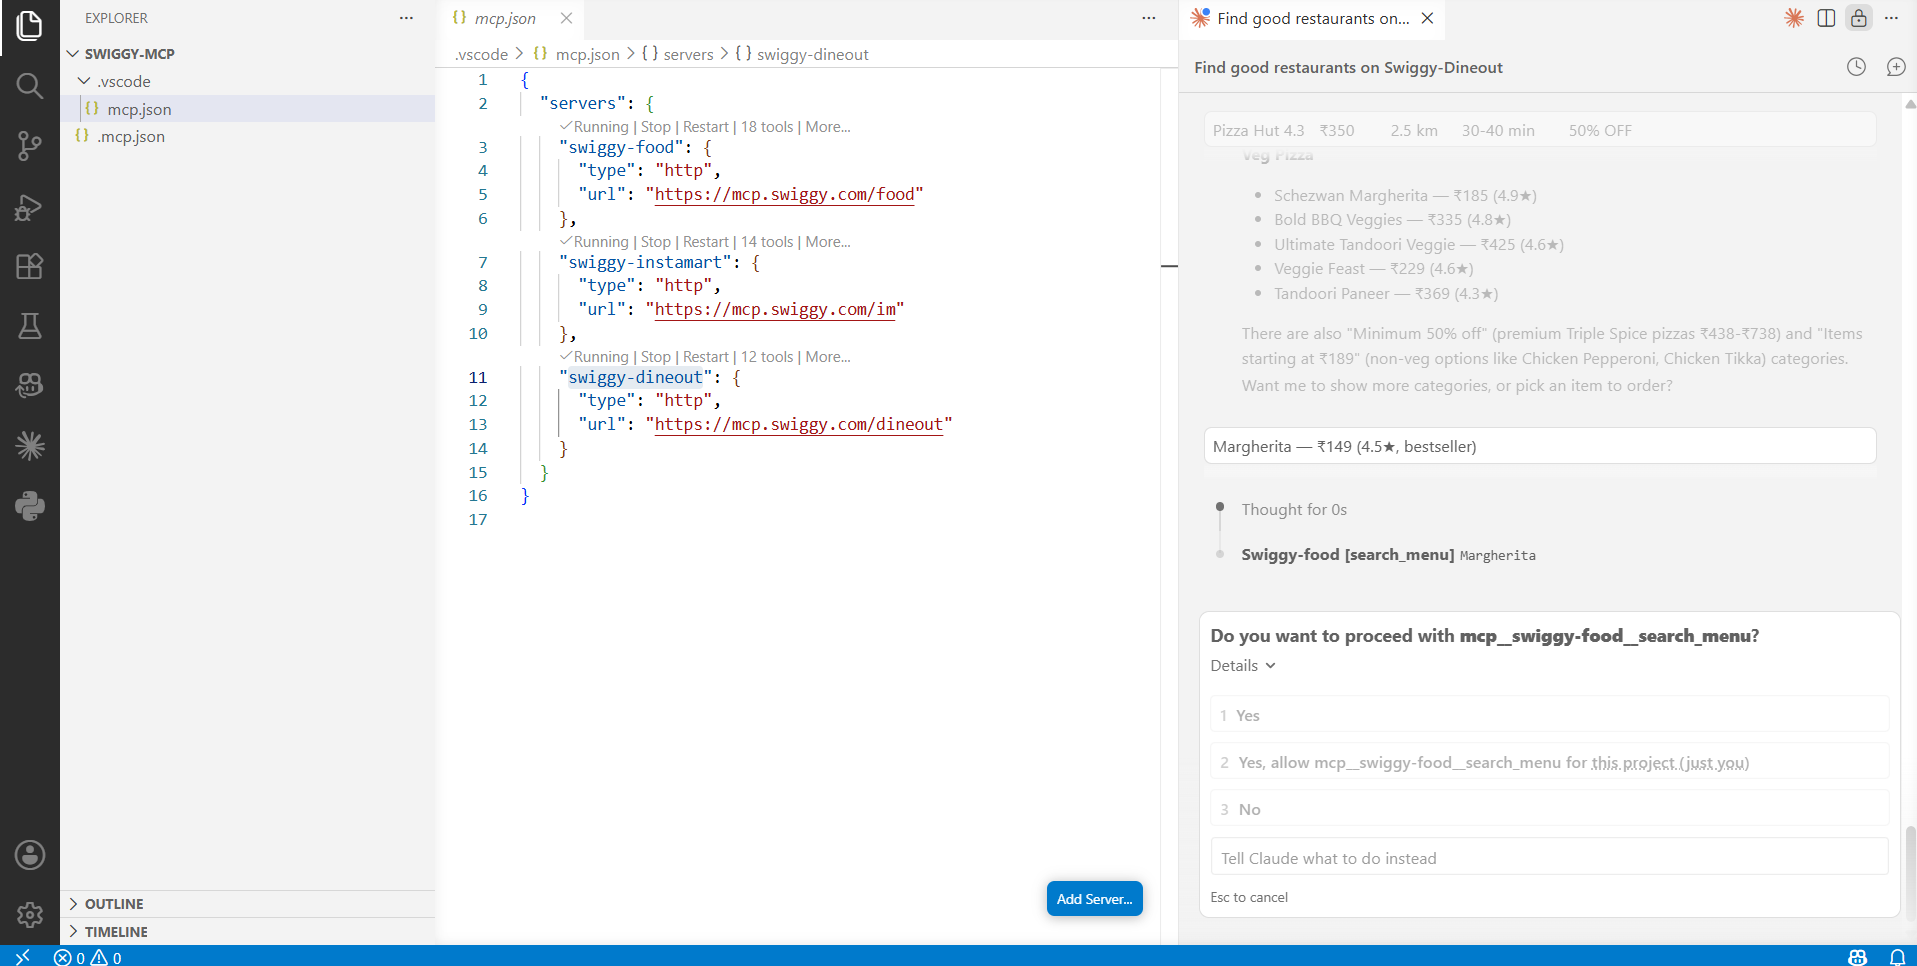 EXPLORER
SWIGGY-MCP
.vscode
{} mcp.json
{} .mcp.json
OUTLINE
TIMELINE
{} mcp.json
.vscode > {} mcp.json > {} servers > {} swiggy-dineout
1 {
2 "servers": {
✓Running | Stop | Restart | 18 tools | More...
3 "swiggy-food": {
4 "type": "http",
5 "url": "https://mcp.swiggy.com/food"
6 },
✓Running | Stop | Restart | 14 tools | More...
7 "swiggy-instamart": {
8 "type": "http",
9 "url": "https://mcp.swiggy.com/im"
10 },
✓Running | Stop | Restart | 12 tools | More...
11 "swiggy-dineout": {
12 "type": "http",
13 "url": "https://mcp.swiggy.com/dineout"
14 }
15 }
16 }
17
Add Server...
Find good restaurants on...
Find good restaurants on Swiggy-Dineout
Pizza Hut 4.3 ₹350 2.5 km 30-40 min 50% OFF
Veg Pizza
• Schezwan Margherita — ₹185 (4.9★)
• Bold BBQ Veggies — ₹335 (4.8★)
• Ultimate Tandoori Veggie — ₹425 (4.6★)
• Veggie Feast — ₹229 (4.6★)
• Tandoori Paneer — ₹369 (4.3★)
There are also "Minimum 50% off" (premium Triple Spice pizzas ₹438-₹738) and "Items
starting at ₹189" (non-veg options like Chicken Pepperoni, Chicken Tikka) categories.
Want me to show more categories, or pick an item to order?
Margherita — ₹149 (4.5★, bestseller)
Thought for 0s
Swiggy-food [search_menu] Margherita
Do you want to proceed with mcp__swiggy-food__search_menu?
Details
1 Yes
2 Yes, allow mcp__swiggy-food__search_menu for this project (just you)
3 No
Tell Claude what to do instead
Esc to cancel
0 0